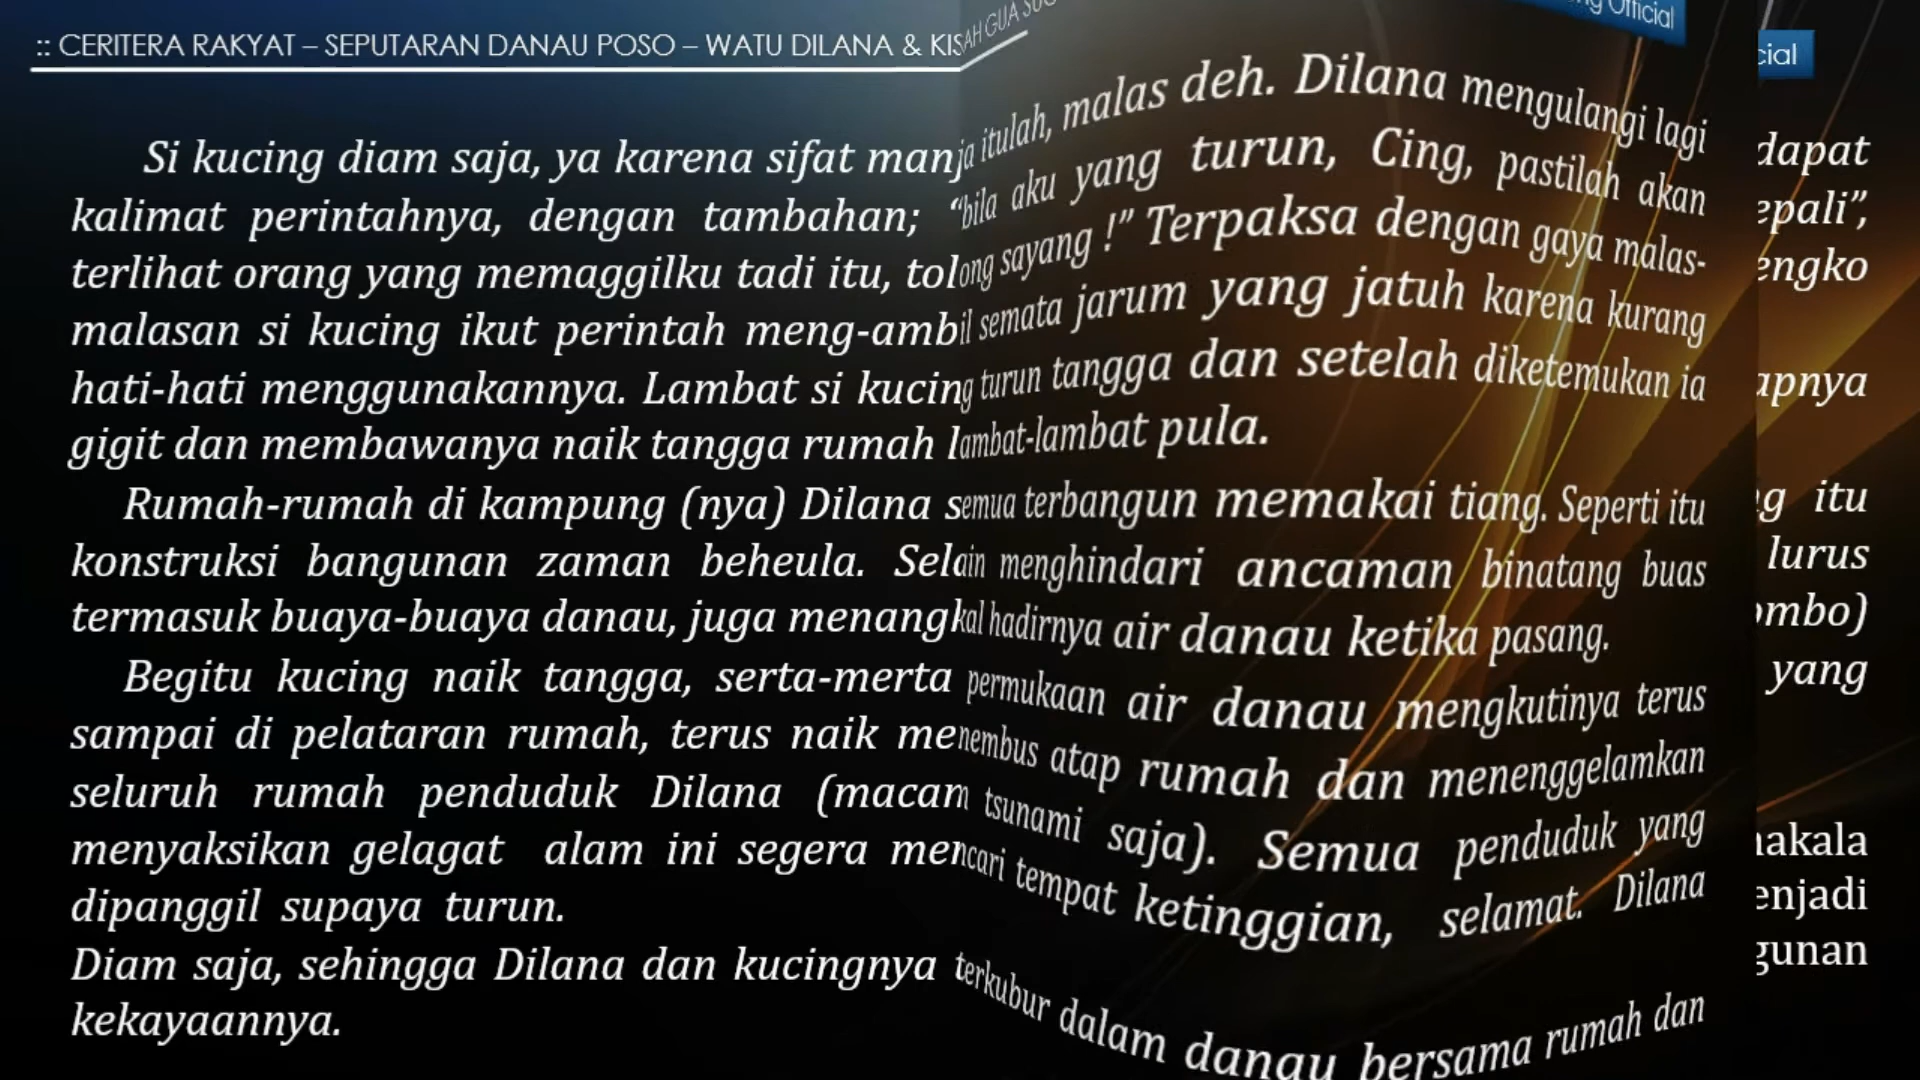 :: CERITERA RAKYAT – SEPUTARAN DANAU POSO – WATU DILANA & KISAH GUA
Official
cial
Si kucing diam saja, ya karena sifat manja itulah, malas deh. Dilana mengulangi lagi
kalimat perintahnya, dengan tambahan; “bila aku yang turun, Cing, pastilah akan
terlihat orang yang memaggilku tadi itu, tolong sayang !” Terpaksa dengan gaya malas-
malasan si kucing ikut perintah meng-ambil semata jarum yang jatuh karena kurang
hati-hati menggunakannya. Lambat si kucing turun tangga dan setelah diketemukan ia
gigit dan membawanya naik tangga rumah lambat-lambat pula.
Rumah-rumah di kampung (nya) Dilana semua terbangun memakai tiang. Seperti itu
konstruksi bangunan zaman beheula. Selain menghindari ancaman binatang buas
termasuk buaya-buaya danau, juga menangkal hadirnya air danau ketika pasang.
Begitu kucing naik tangga, serta-merta permukaan air danau mengkutinya terus
sampai di pelataran rumah, terus naik menembus atap rumah dan menenggelamkan
seluruh rumah penduduk Dilana (macam tsunami saja). Semua penduduk yang
menyaksikan gelagat alam ini segera mencari tempat ketinggian, selamat. Dilana
dipanggil supaya turun.
Diam saja, sehingga Dilana dan kucingnya terkubur dalam danau bersama rumah dan
kekayaannya.
dapat
epali”,
engko
apnya
itu
lurus
ombo)
yang
akala
enjadi
gunan